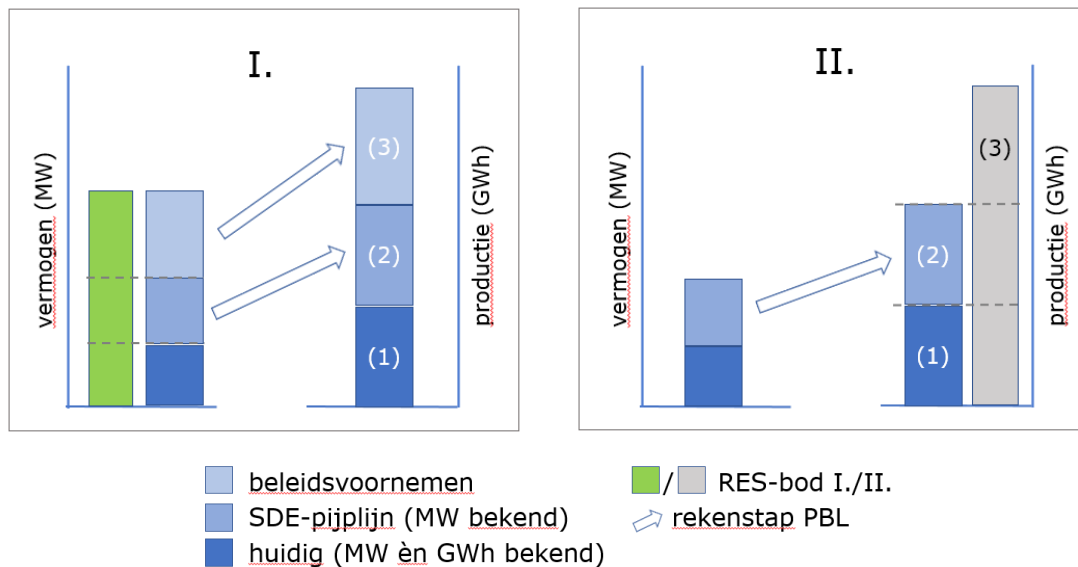 I.
vermogen (MW)
(3)
(2)
(1)
productie (GWh)
II.
vermogen (MW)
(2)
(1)
(3)
productie (GWh)
beleidsvoornemen
SDE-pijplijn (MW bekend)
huidig (MW èn GWh bekend)
/ RES-bod I./II.
rekenstap PBL